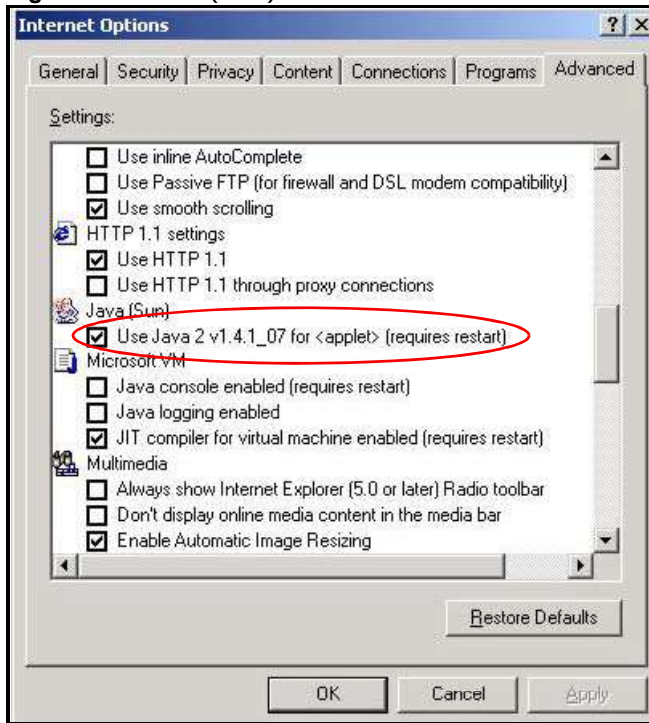 Internet Options
General Security Privacy Content Connections Programs Advanced
Settings:
Use inline AutoComplete
Use Passive FTP (for firewall and DSL modem compatibility)
Use smooth scrolling
HTTP 1.1 settings
Use HTTP 1.1
Use HTTP 1.1 through proxy connections
Java (Sun)
Use Java 2 v1.4.1_07 for <applet> (requires restart)
Microsoft VM
Java console enabled (requires restart)
Java logging enabled
JIT compiler for virtual machine enabled (requires restart)
Multimedia
Always show Internet Explorer (5.0 or later) Radio toolbar
Don't display online media content in the media bar
Enable Automatic Image Resizing
Restore Defaults
OK Cancel Apply